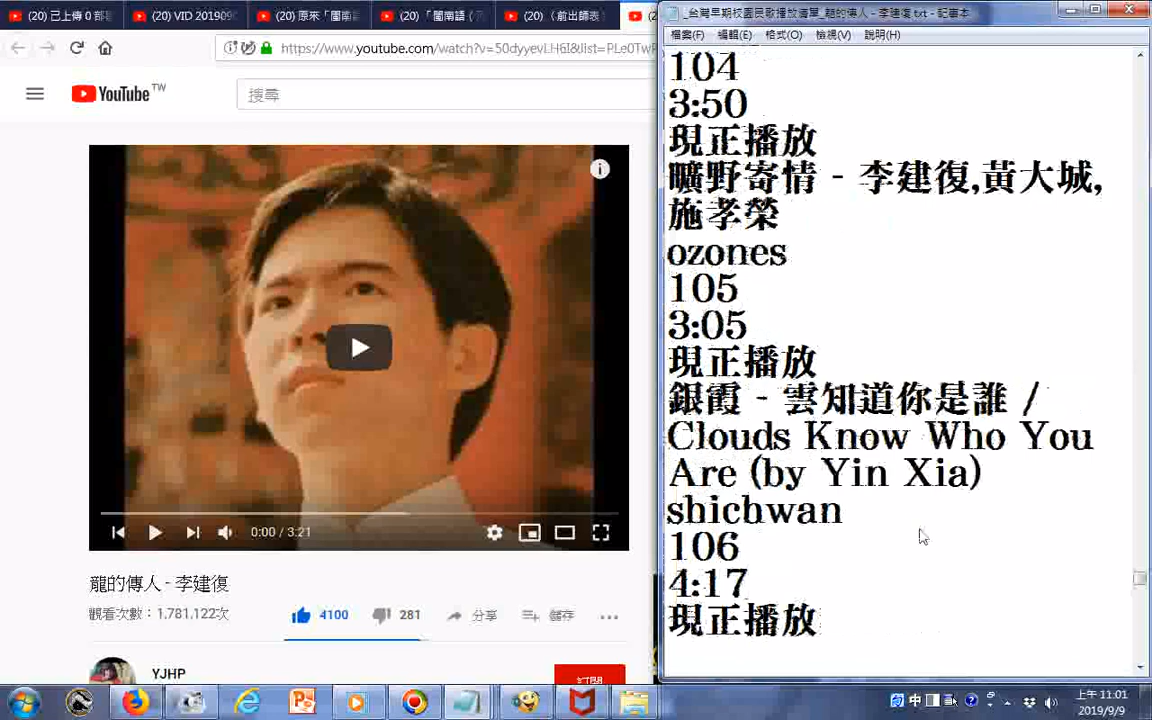 (20) 已上傳 0 部
(20) VID 201909
(20) 原來「閩南
(20) 「閩南語
(20) 《前出師表
_台灣早期校園民歌播放清單_龍的傳人 - 李建復.txt - 記事本
檔案(F) 編輯(E) 格式(O) 檢視(V) 說明(H)
https://www.youtube.com/watch?v=50dyyevLH6I&list=PLe0TwP
YouTube TW
搜尋
0:00 / 3:21
龍的傳人 - 李建復
觀看次數：1,781,122次
4100
281
分享
儲存
YJHP
訂閱
104
3:50
現正播放
曠野寄情 - 李建復,黃大城,
施孝榮
ozones
105
3:05
現正播放
銀霞 - 雲知道你是誰 /
Clouds Know Who You
Are (by Yin Xia)
shichwan
106
4:17
現正播放
中
上午 11:01
2019/9/9